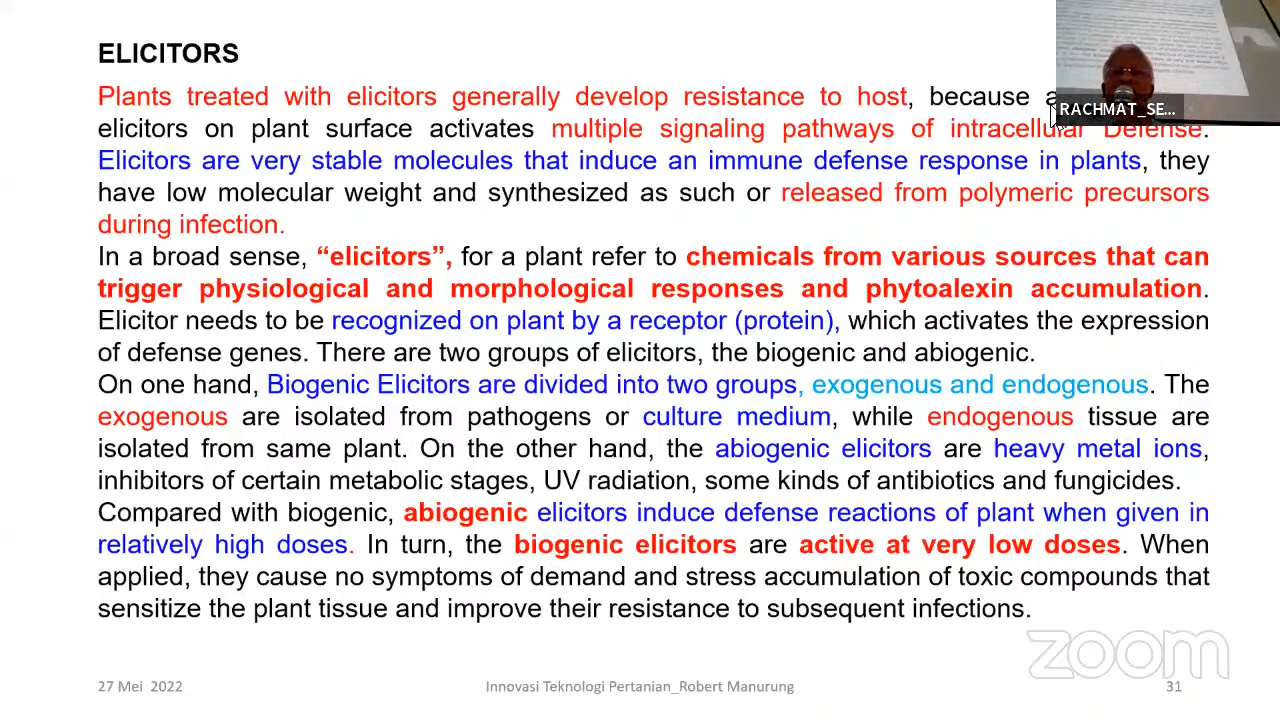 ELICITORS
Plants treated with elicitors generally develop resistance to host, because a
RACHMAT_SE...
elicitors on plant surface activates multiple signaling pathways of intracellular Defense.
Elicitors are very stable molecules that induce an immune defense response in plants, they
have low molecular weight and synthesized as such or released from polymeric precursors
during infection.
In a broad sense, “elicitors”, for a plant refer to chemicals from various sources that can
trigger physiological and morphological responses and phytoalexin accumulation.
Elicitor needs to be recognized on plant by a receptor (protein), which activates the expression
of defense genes. There are two groups of elicitors, the biogenic and abiogenic.
On one hand, Biogenic Elicitors are divided into two groups, exogenous and endogenous. The
exogenous are isolated from pathogens or culture medium, while endogenous tissue are
isolated from same plant. On the other hand, the abiogenic elicitors are heavy metal ions,
inhibitors of certain metabolic stages, UV radiation, some kinds of antibiotics and fungicides.
Compared with biogenic, abiogenic elicitors induce defense reactions of plant when given in
relatively high doses. In turn, the biogenic elicitors are active at very low doses. When
applied, they cause no symptoms of demand and stress accumulation of toxic compounds that
sensitize the plant tissue and improve their resistance to subsequent infections.
zoom
27 Mei 2022
Innovasi Teknologi Pertanian_Robert Manurung
31